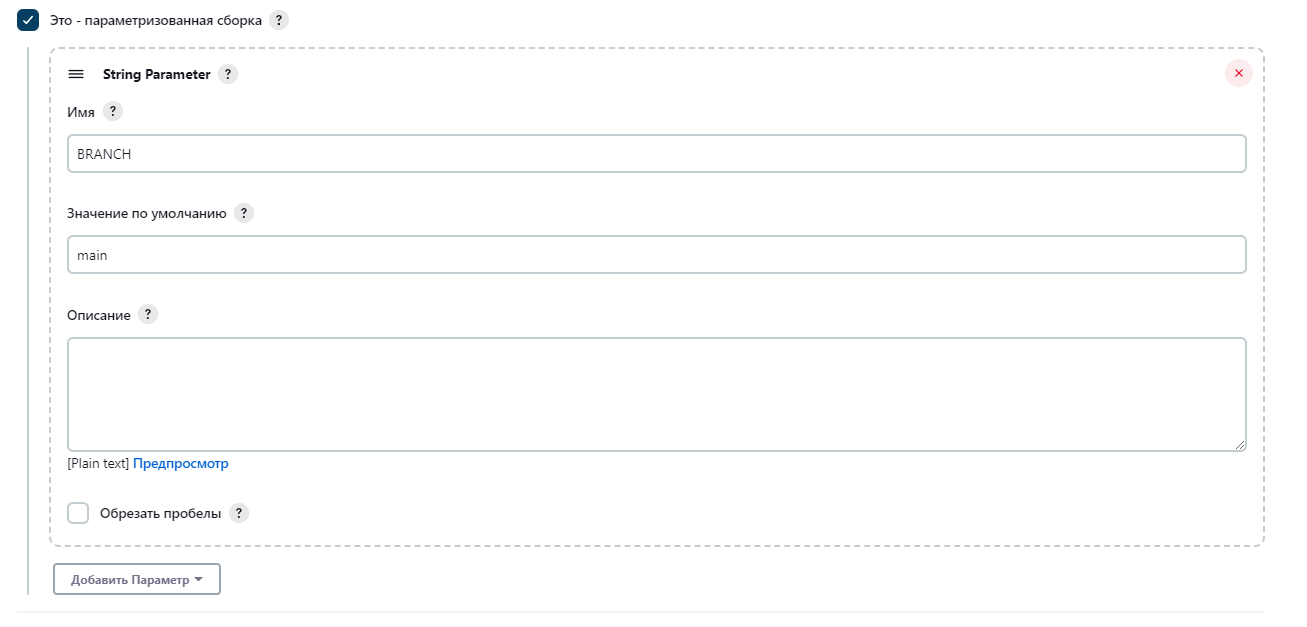 Это - параметризованная сборка ?
String Parameter ?
Имя ?
BRANCH
Значение по умолчанию ?
main
Описание ?
[Plain text] Предпросмотр
Обрезать пробелы ?
Добавить Параметр